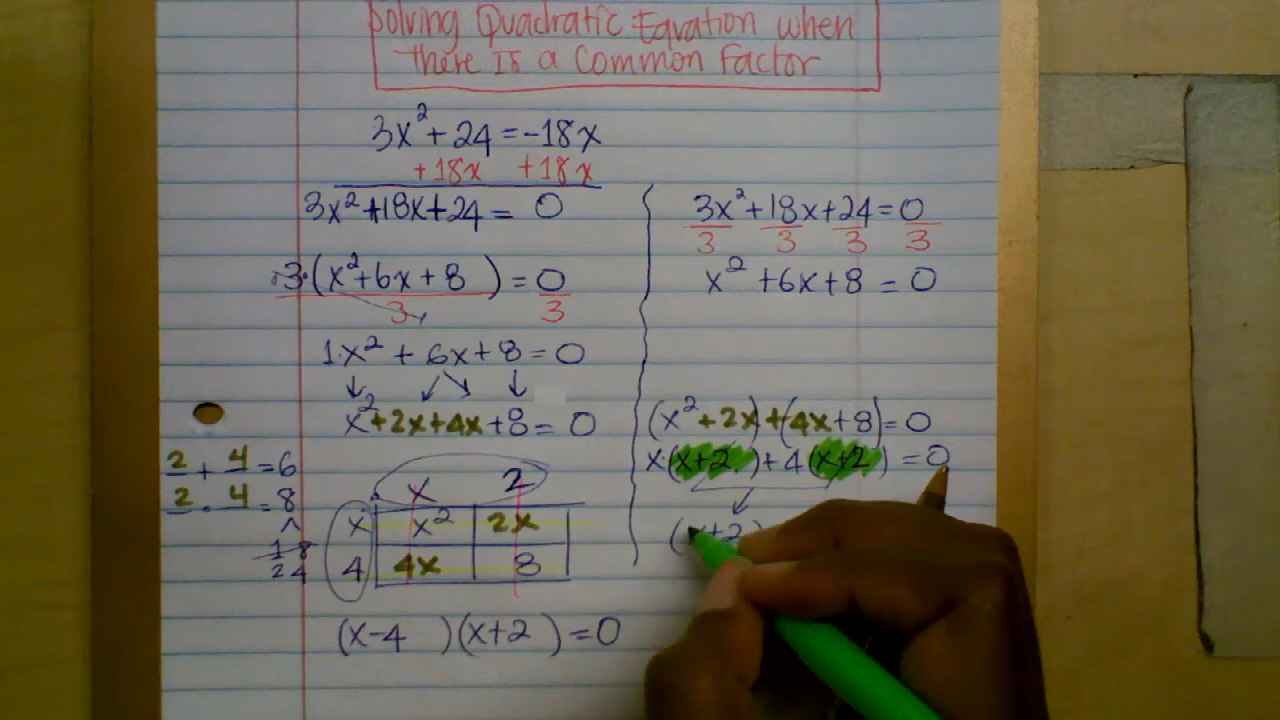 Solving Quadratic Equation when
there Is a Common Factor
3x² + 24 = -18x
+18x +18x
3x² + 18x + 24 = 0
3·(x² + 6x + 8) = 0
3 3
1·x² + 6x + 8 = 0
x² + 2x + 4x + 8 = 0
2 + 4 = 6
2 · 4 = 8
1 8
2 4
x 2
x x² 2x
4 4x 8
(x-4 )(x+2 ) = 0
3x² + 18x + 24 = 0
3 3 3 3
x² + 6x + 8 = 0
(x² + 2x) + (4x + 8) = 0
x·(x+2 ) + 4(x+2 ) = 0
(x+2)